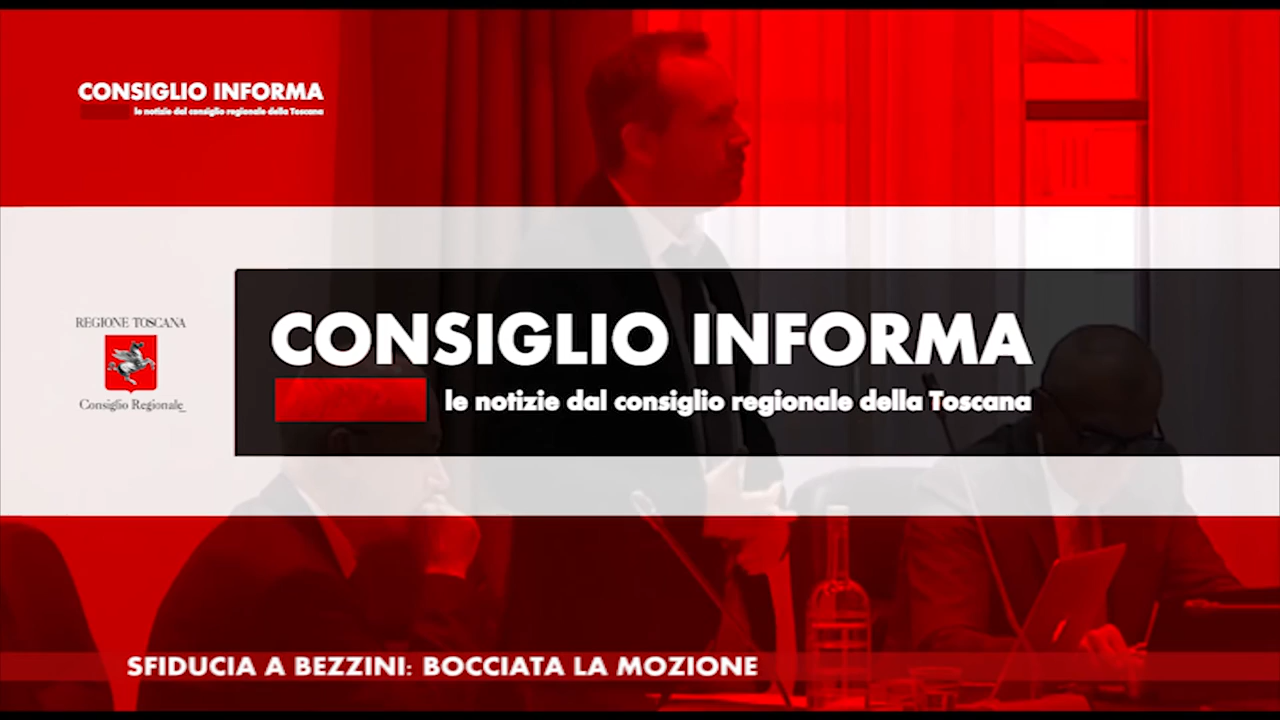 CONSIGLIO INFORMA
le notizie dal consiglio regionale della Toscana
REGIONE TOSCANA
Consiglio Regionale
CONSIGLIO INFORMA
le notizie dal consiglio regionale della Toscana
SFIDUCIA A BEZZINI: BOCCIATA LA MOZIONE